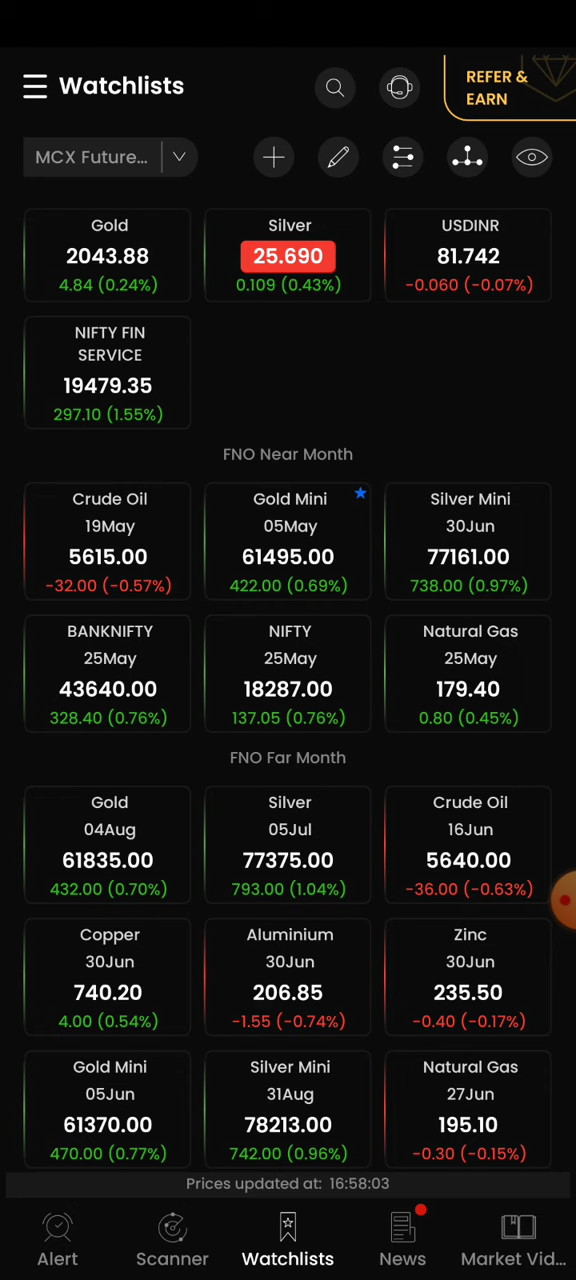 Watchlists
REFER &
EARN
MCX Future...
Gold
2043.88
4.84 (0.24%)
Silver
25.690
0.109 (0.43%)
USDINR
81.742
-0.060 (-0.07%)
NIFTY FIN
SERVICE
19479.35
297.10 (1.55%)
FNO Near Month
Crude Oil
19May
5615.00
-32.00 (-0.57%)
Gold Mini
05May
61495.00
422.00 (0.69%)
Silver Mini
30Jun
77161.00
738.00 (0.97%)
BANKNIFTY
25May
43640.00
328.40 (0.76%)
NIFTY
25May
18287.00
137.05 (0.76%)
Natural Gas
25May
179.40
0.80 (0.45%)
FNO Far Month
Gold
04Aug
61835.00
432.00 (0.70%)
Silver
05Jul
77375.00
793.00 (1.04%)
Crude Oil
16Jun
5640.00
-36.00 (-0.63%)
Copper
30Jun
740.20
4.00 (0.54%)
Aluminium
30Jun
206.85
-1.55 (-0.74%)
Zinc
30Jun
235.50
-0.40 (-0.17%)
Gold Mini
05Jun
61370.00
470.00 (0.77%)
Silver Mini
31Aug
78213.00
742.00 (0.96%)
Natural Gas
27Jun
195.10
-0.30 (-0.15%)
Prices updated at: 16:58:03
Alert
Scanner
Watchlists
News
Market Vid...